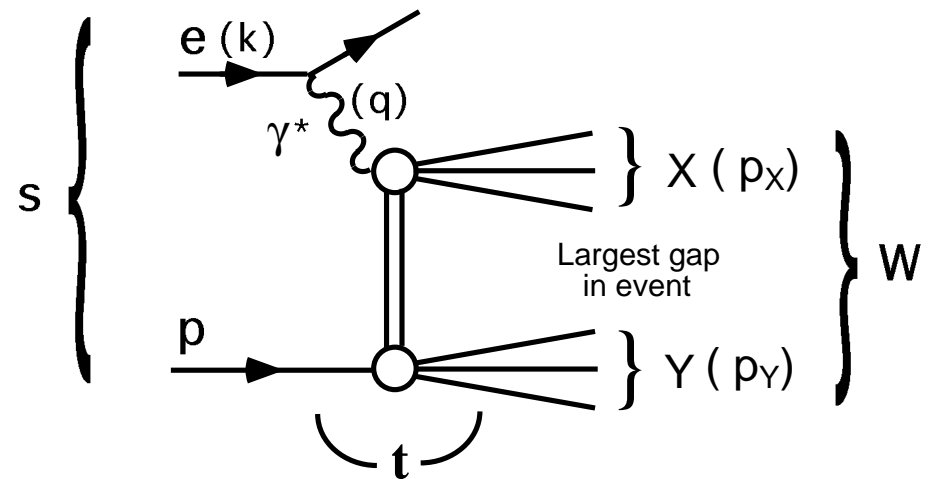 e (k)
(q)
γ*
s
X ( pX)
Largest gap
in event
W
p
Y ( pY)
t